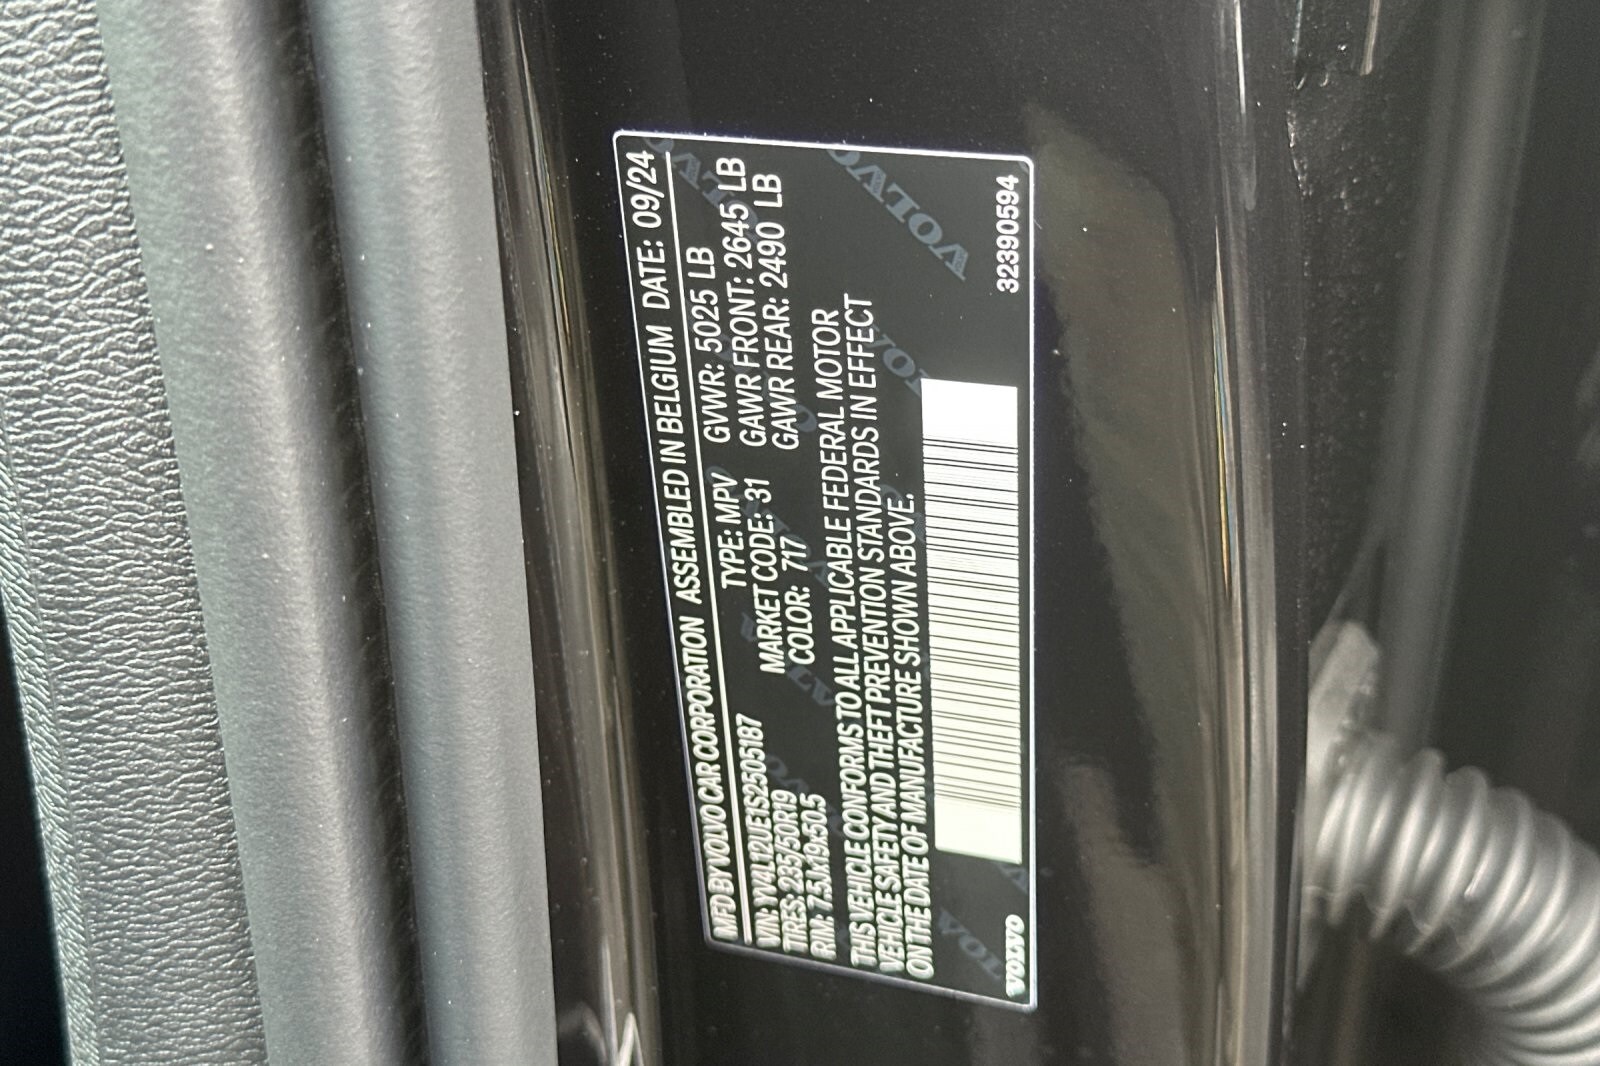 MFD BY VOLVO CAR CORPORATION ASSEMBLED IN BELGIUM DATE: 09/24
VIN: YV4L12UE1S2505187 TYPE: MPV GVWR: 5025 LB
TIRES: 235/50R19 MARKET CODE: 31 GAWR FRONT: 2645 LB
RIM: 7.5Jx19x50.5 COLOR: 717 GAWR REAR: 2490 LB
THIS VEHICLE CONFORMS TO ALL APPLICABLE FEDERAL MOTOR
VEHICLE SAFETY AND THEFT PREVENTION STANDARDS IN EFFECT
ON THE DATE OF MANUFACTURE SHOWN ABOVE.
VOLVO 32390594